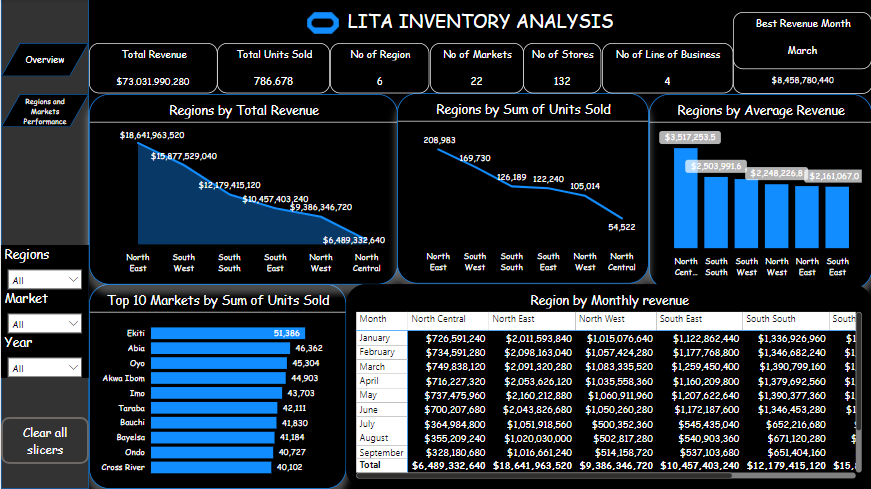 LITA INVENTORY ANALYSIS
Overview
Regions and
Markets
Performance
Total Revenue
$73,031,990,280
Total Units Sold
786,678
No of Region
6
No of Markets
22
No of Stores
132
No of Line of Business
4
Best Revenue Month
March
$8,458,780,440
Regions by Total Revenue
$18,641,963,520
$15,877,529,040
$12,179,415,120
$10,457,403,240
$9,386,346,720
$6,489,332,640
North East
South West
South South
South East
North West
North Central
Regions by Sum of Units Sold
208,983
169,730
126,189
122,240
105,014
54,522
North East
South West
South South
South East
North West
North Central
Regions by Average Revenue
$3,517,253.5
$2,503,991.6
$2,248,226.8
$2,161,067.0
North Cent...
South South
South West
North West
North East
South East
Regions
All
Market
All
Year
All
Clear all
slicers
Top 10 Markets by Sum of Units Sold
Ekiti 51,386
Abia 46,362
Oyo 45,304
Akwa Ibom 44,903
Imo 43,703
Taraba 42,111
Bauchi 41,830
Bayelsa 41,184
Ondo 40,727
Cross River 40,102
Region by Monthly revenue
Month North Central North East North West South East South South South
January $726,591,240 $2,011,593,840 $1,015,076,640 $1,122,862,440 $1,336,926,960 $1
February $734,591,280 $2,098,163,040 $1,057,424,280 $1,177,768,800 $1,346,682,240 $1
March $749,838,120 $2,091,320,280 $1,083,335,520 $1,259,450,400 $1,390,799,160 $1
April $716,227,320 $2,053,626,120 $1,035,558,360 $1,160,209,800 $1,379,692,560 $1
May $737,475,960 $2,160,212,880 $1,060,911,960 $1,207,622,640 $1,390,377,360 $1
June $700,207,680 $2,043,826,680 $1,050,260,280 $1,172,187,600 $1,346,453,280 $1
July $364,984,800 $1,051,918,560 $500,352,360 $545,435,040 $652,216,680
August $355,209,240 $1,020,030,000 $502,817,280 $540,903,360 $671,120,280
September $328,180,680 $1,016,661,240 $514,158,720 $537,103,680 $651,404,160
Total $6,489,332,640 $18,641,963,520 $9,386,346,720 $10,457,403,240 $12,179,415,120 $15,